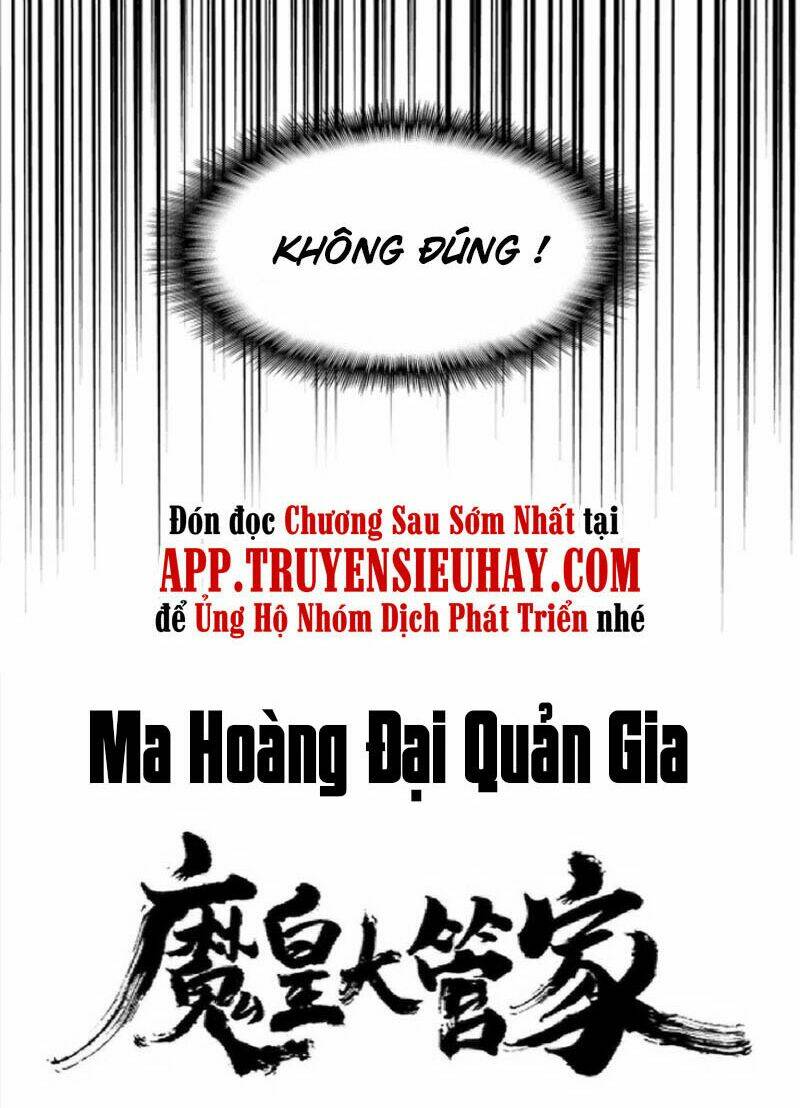 KHÔNG ĐÚNG !
Đón đọc Chương Sau Sớm Nhất tại
APP.TRUYENSIEUHAY.COM
để Ủng Hộ Nhóm Dịch Phát Triển nhé
Ma Hoàng Đại Quản Gia
魔皇大管家